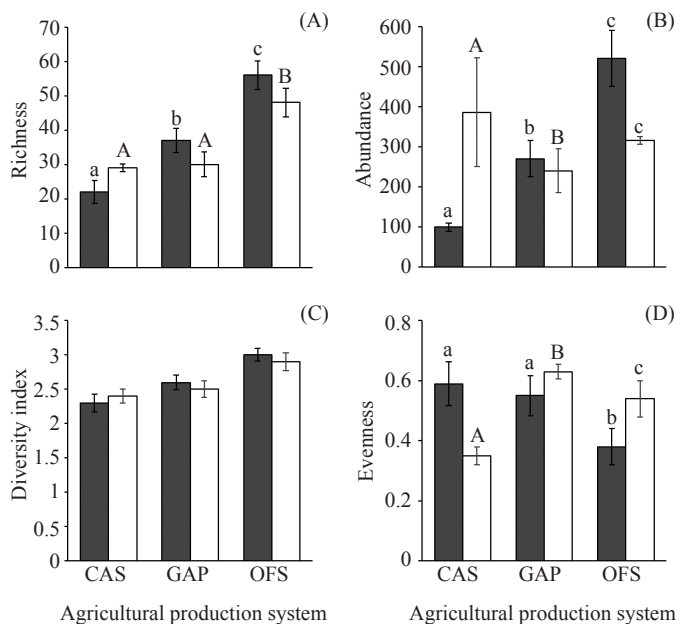 (A)
Richness
70
60
50
40
30
20
10
0
a A b A c B
(B)
Abundance
600
500
400
300
200
100
0
a A b B c c
(C)
Diversity index
3.5
3
2.5
2
1.5
1
0.5
0
CAS GAP OFS
Agricultural production system
(D)
Evenness
0.8
0.6
0.4
0.2
0
a A a B b c
CAS GAP OFS
Agricultural production system